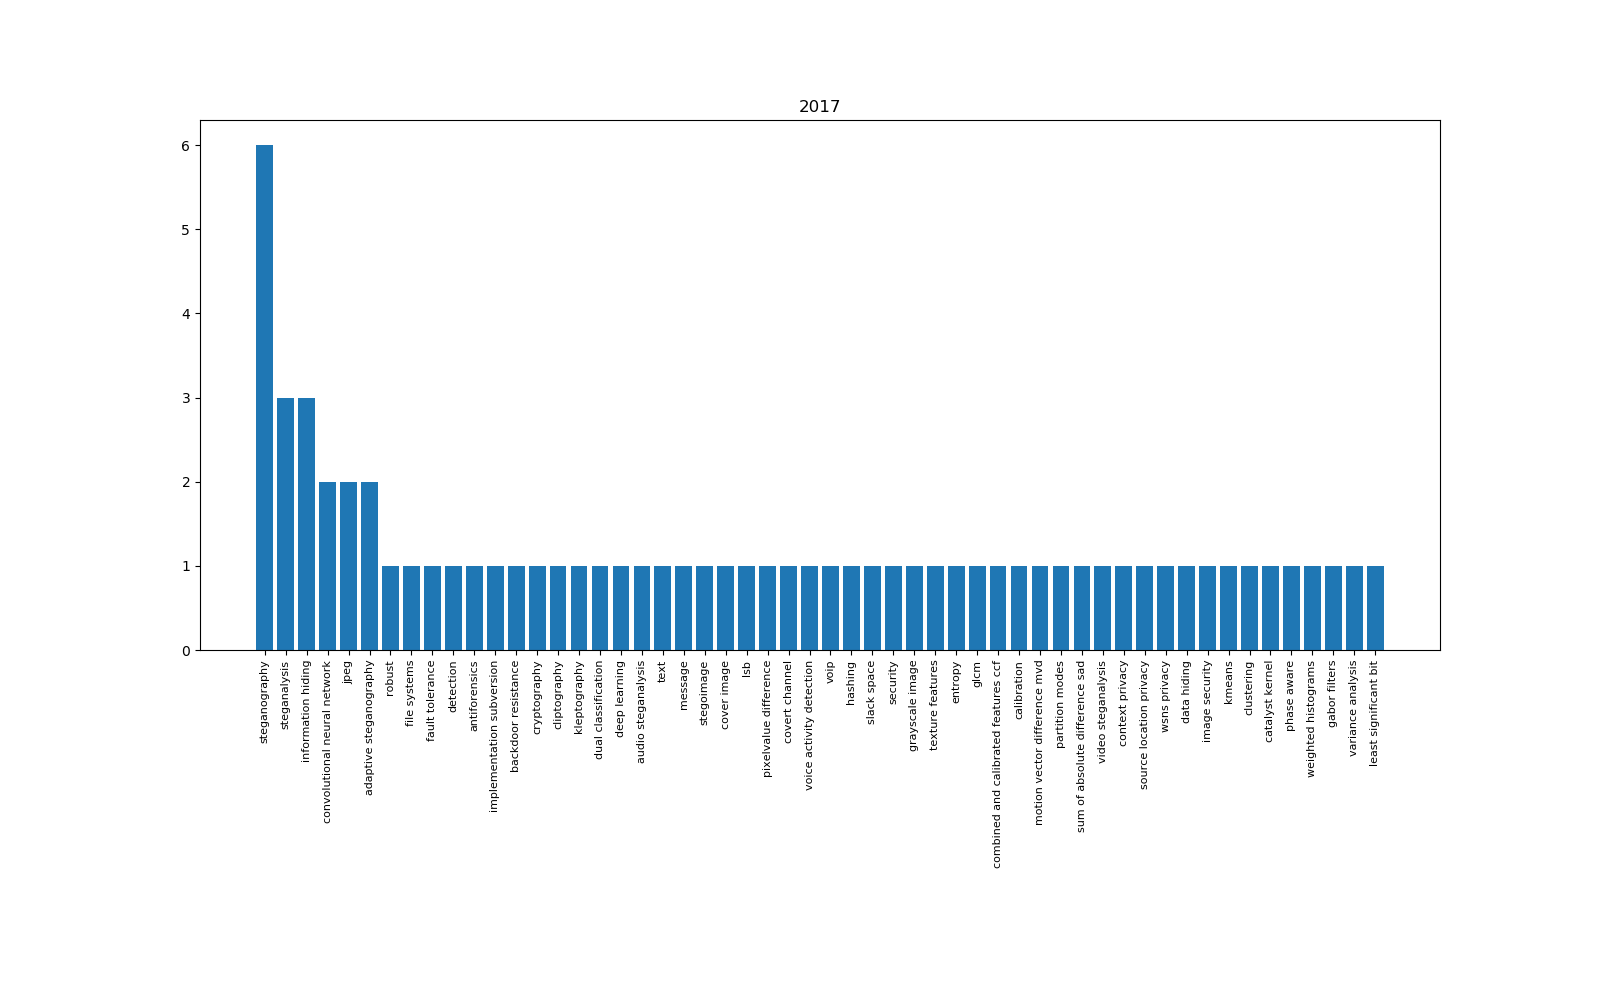 2017
6
5
4
3
2
1
0
steganography
steganalysis
information hiding
convolutional neural network
jpeg
adaptive steganography
robust
file systems
fault tolerance
detection
antiforensics
implementation subversion
backdoor resistance
cryptography
cliptography
kleptography
dual classification
deep learning
audio steganalysis
text
message
stegoimage
cover image
lsb
pixelvalue difference
covert channel
voice activity detection
voip
hashing
slack space
security
grayscale image
texture features
entropy
glcm
combined and calibrated features ccf
calibration
motion vector difference mvd
partition modes
sum of absolute difference sad
video steganalysis
context privacy
source location privacy
wsns privacy
data hiding
image security
kmeans
clustering
catalyst kernel
phase aware
weighted histograms
gabor filters
variance analysis
least significant bit